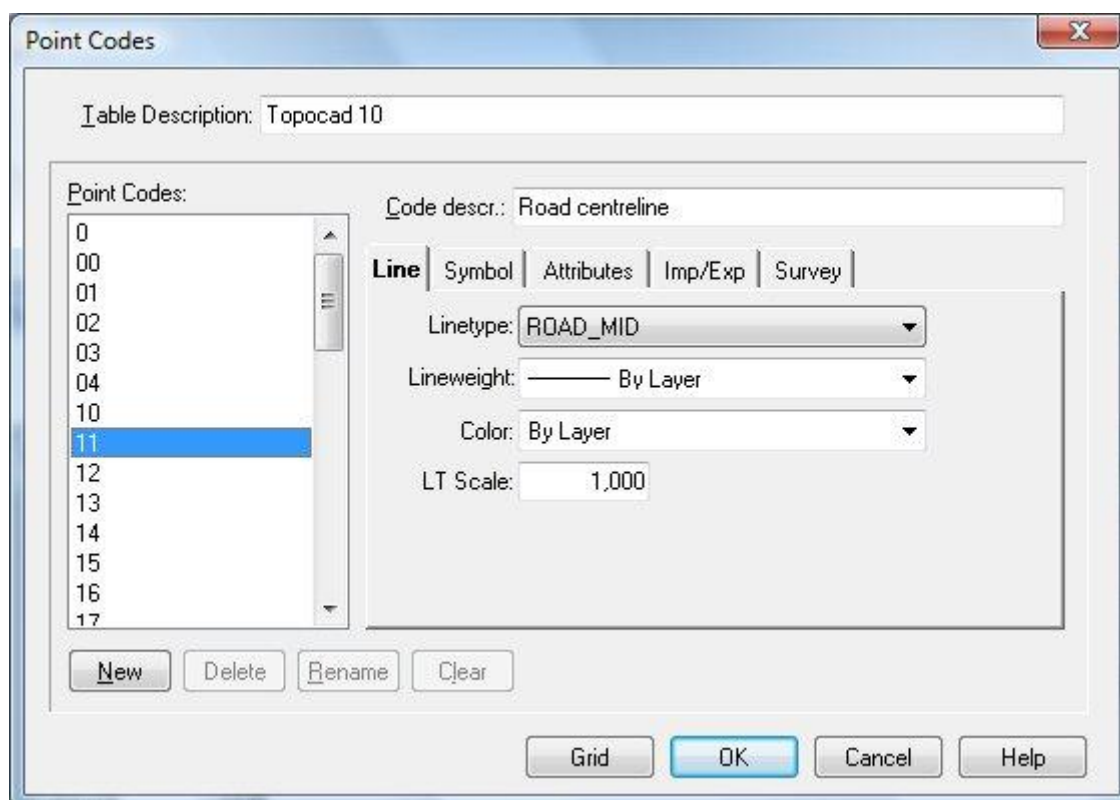 Point Codes
Table Description: Topocad 10
Point Codes:
0
00
01
02
03
04
10
11
12
13
14
15
16
17
Code descr.: Road centreline
Line Symbol Attributes Imp/Exp Survey
Linetype: ROAD_MID
Lineweight: By Layer
Color: By Layer
LT Scale: 1,000
New Delete Rename Clear
Grid OK Cancel Help